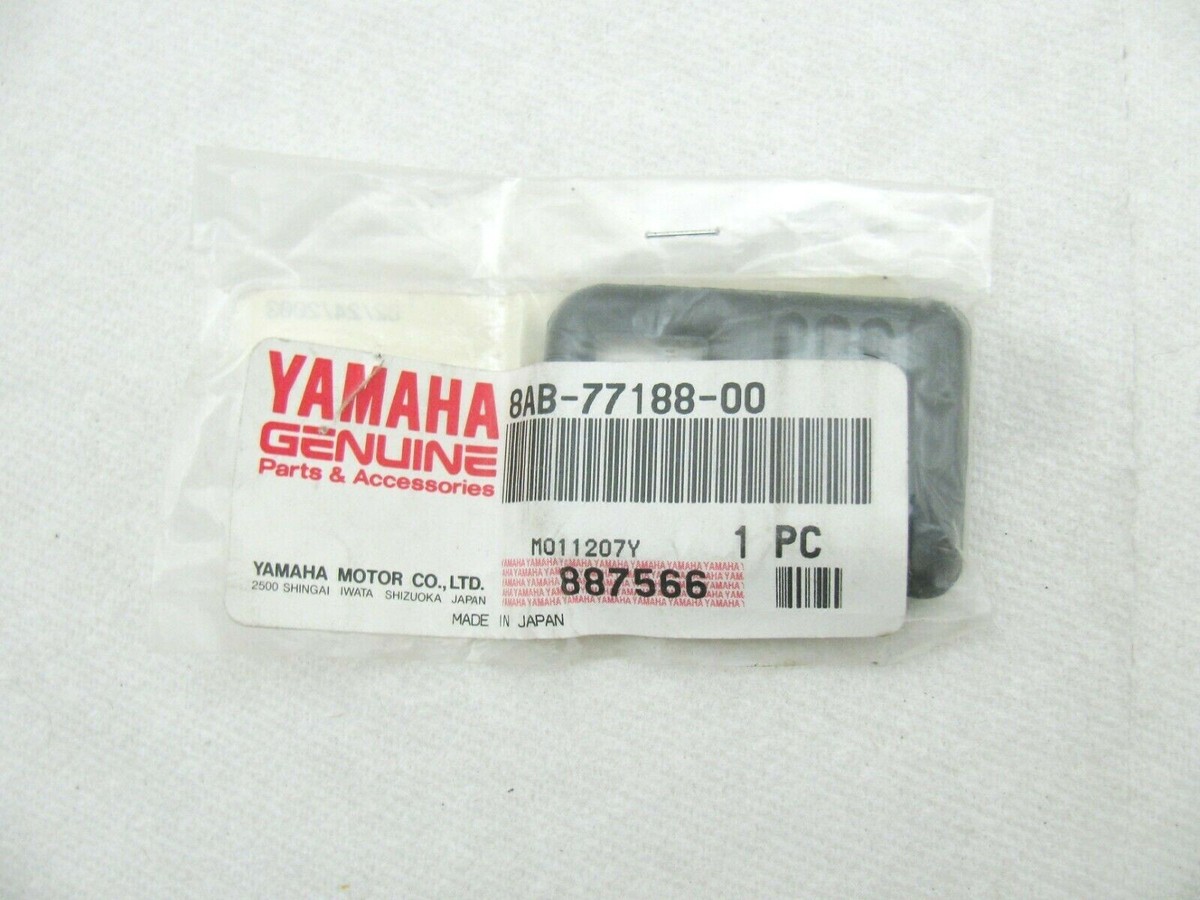 YAMAHA
GENUINE
Parts & Accessories
8AB-77188-00
M011207Y
1 PC
YAMAHA MOTOR CO.,LTD.
2500 SHINGAI IWATA SHIZUOKA JAPAN
887566
MADE IN JAPAN